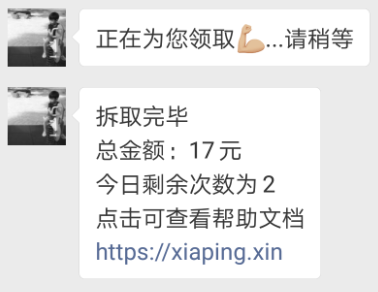 正在为您领取💪...请稍等
拆取完毕
总金额：17元
今日剩余次数为2
点击可查看帮助文档
https://xiaping.xin